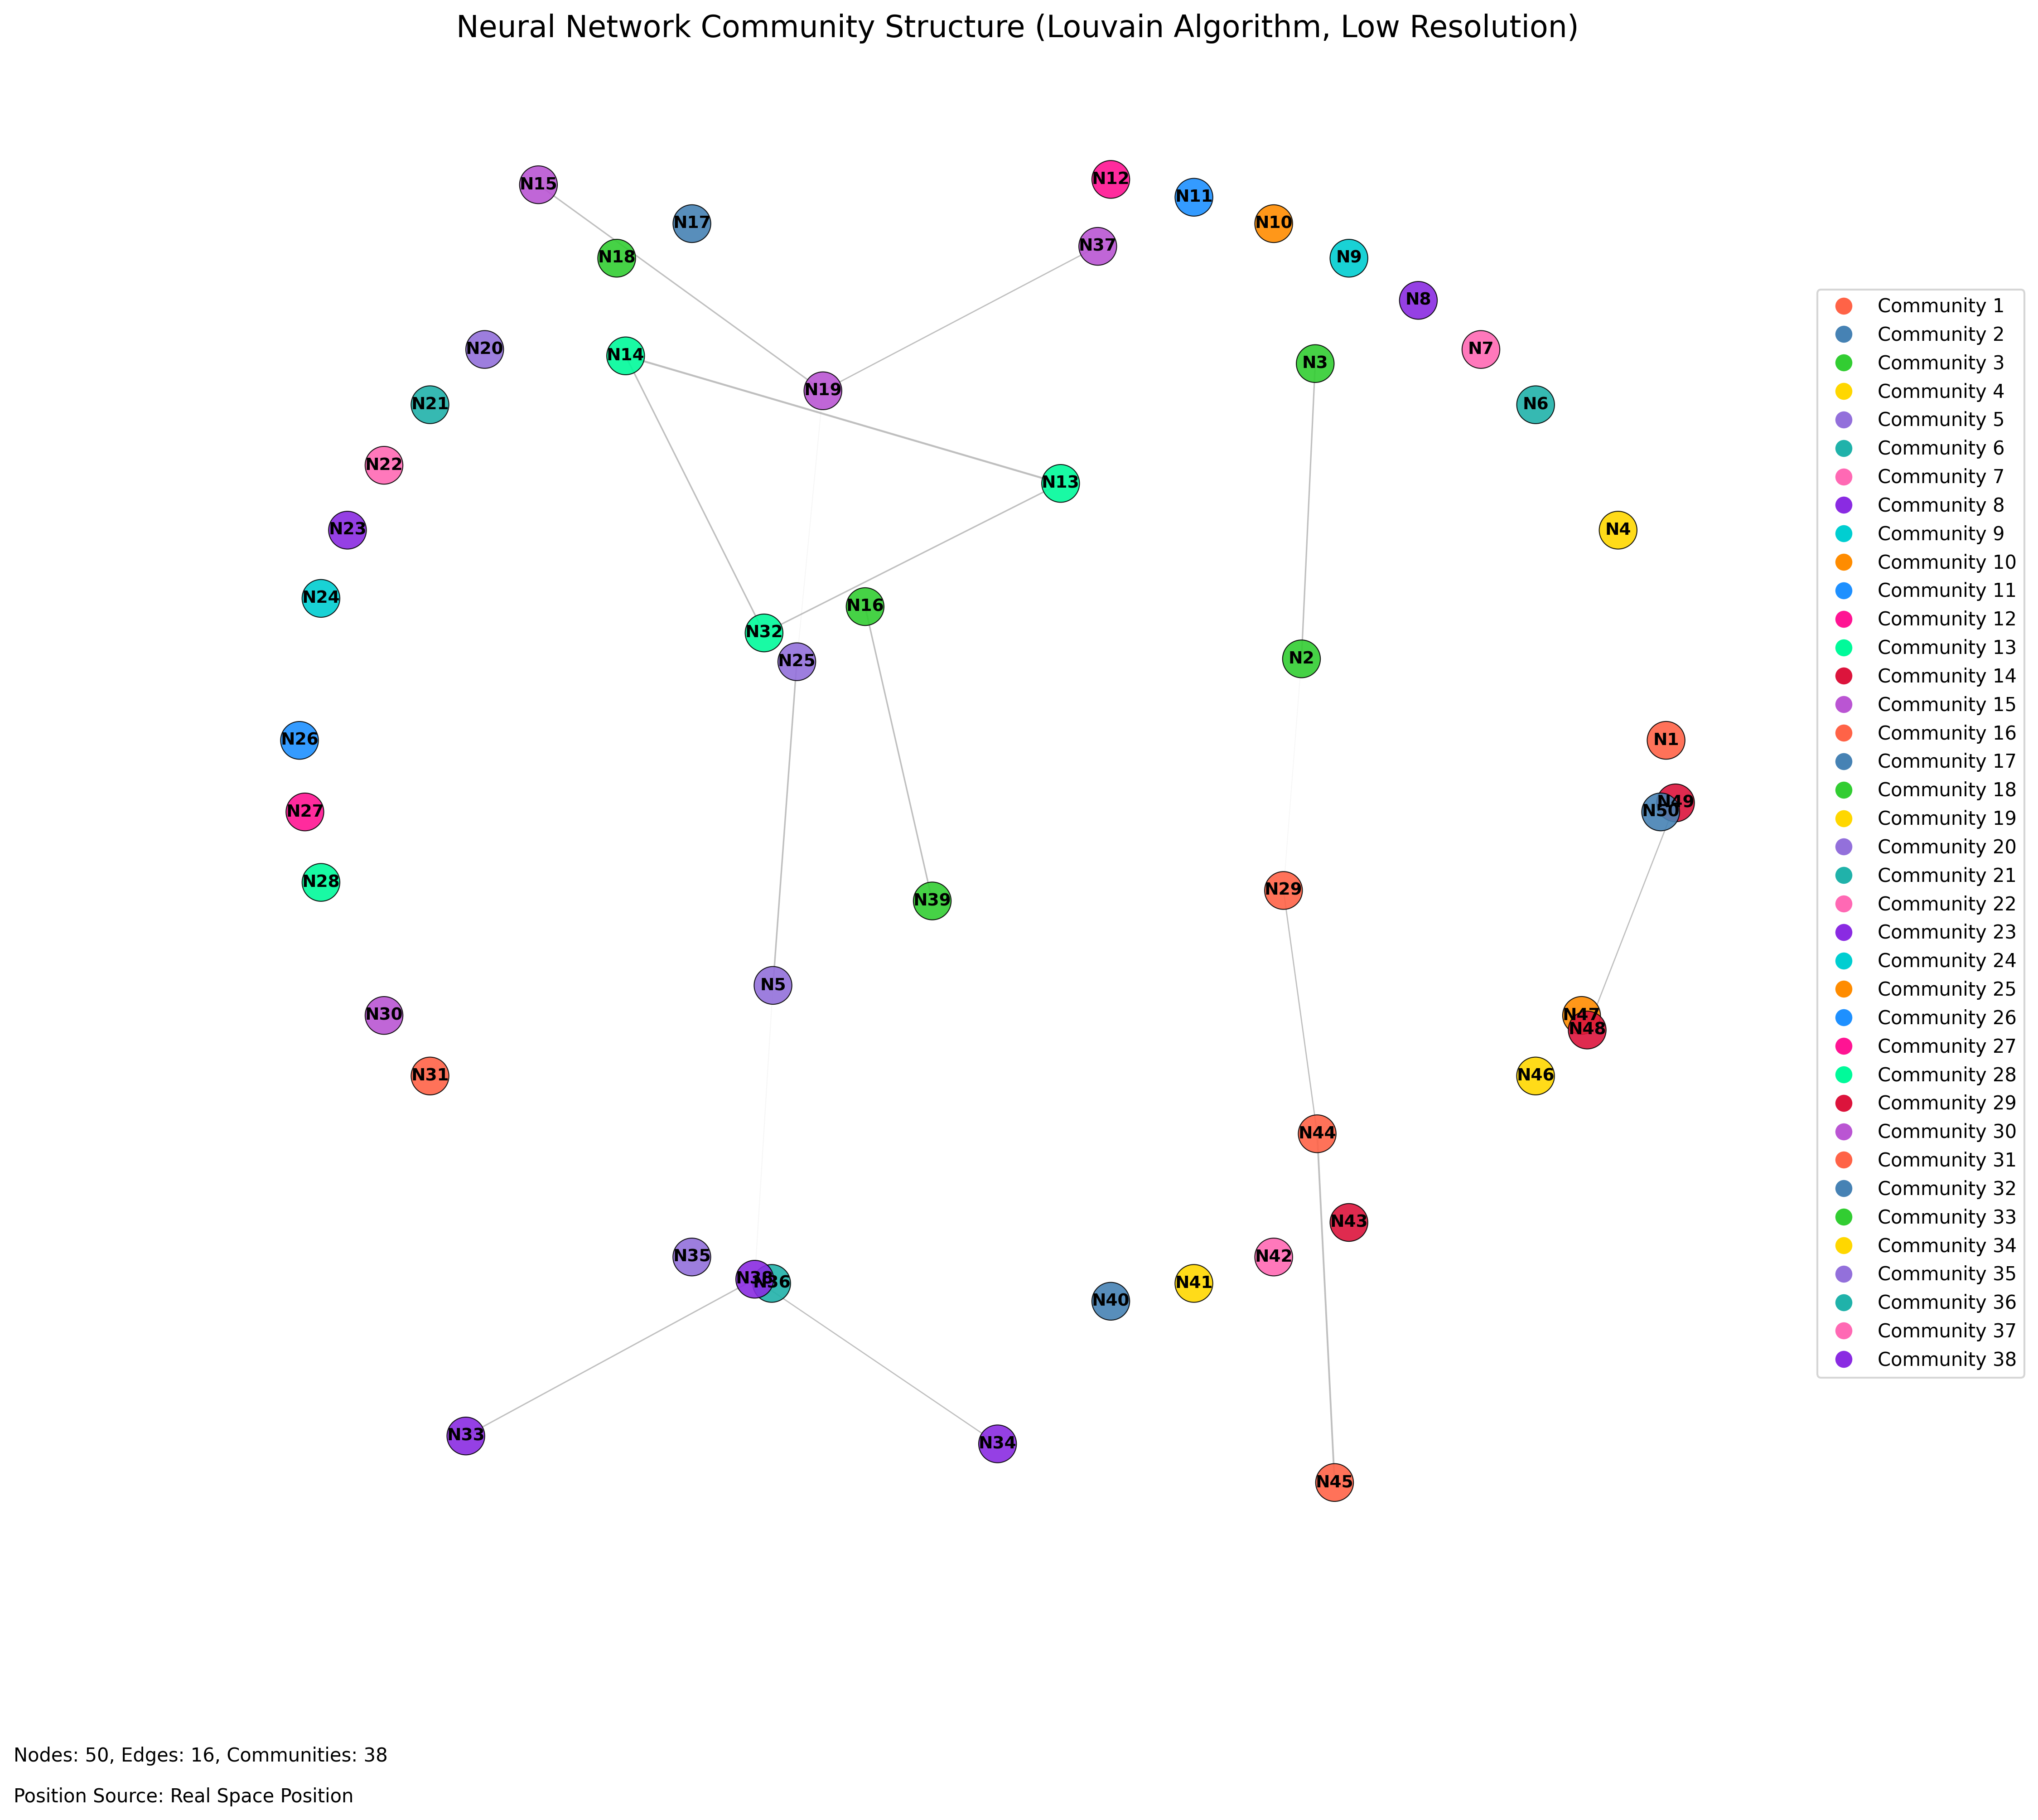 Neural Network Community Structure (Louvain Algorithm, Low Resolution)
N12
N15
N11
N17
N10
N37
N18
N9
N8
N20
N7
N14
N3
N19
N21
N6
N22
N13
N23
N4
N24
N16
N32
N2
N25
N26
N1
N49
N50
N27
N28
N29
N39
N5
N30
N47
N48
N31
N46
N44
N43
N35
N42
N38
N36
N41
N40
N33
N34
N45
Community 1
Community 2
Community 3
Community 4
Community 5
Community 6
Community 7
Community 8
Community 9
Community 10
Community 11
Community 12
Community 13
Community 14
Community 15
Community 16
Community 17
Community 18
Community 19
Community 20
Community 21
Community 22
Community 23
Community 24
Community 25
Community 26
Community 27
Community 28
Community 29
Community 30
Community 31
Community 32
Community 33
Community 34
Community 35
Community 36
Community 37
Community 38
Nodes: 50, Edges: 16, Communities: 38
Position Source: Real Space Position